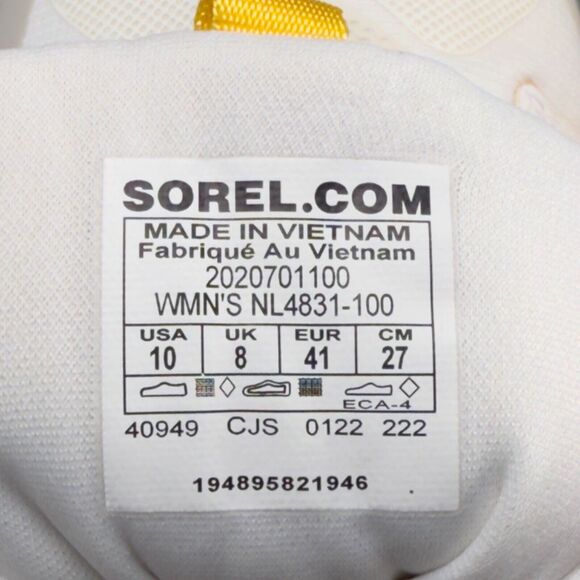 SOREL.COM
MADE IN VIETNAM
Fabriqué Au Vietnam
2020701100
WMN'S NL4831-100
USA UK EUR CM
10 8 41 27
ECA-4
40949 CJS 0122 222
194895821946